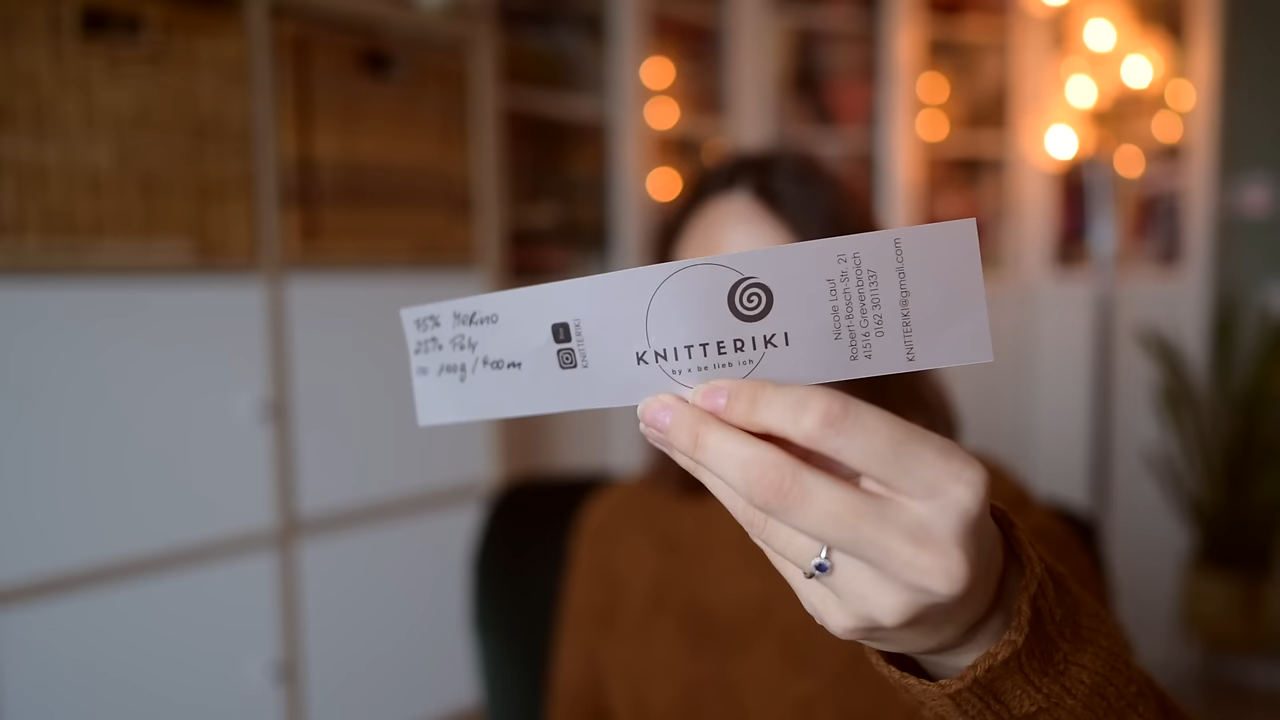 75% Merino
25% Poly
100g/400m
KNITTERIKI
KNITTERIKI
by x be lieb ich
Nicole Lauf
Robert-Bosch-Str. 21
41516 Grevenbroich
0162 3011337
KNITTERIKI@gmail.com